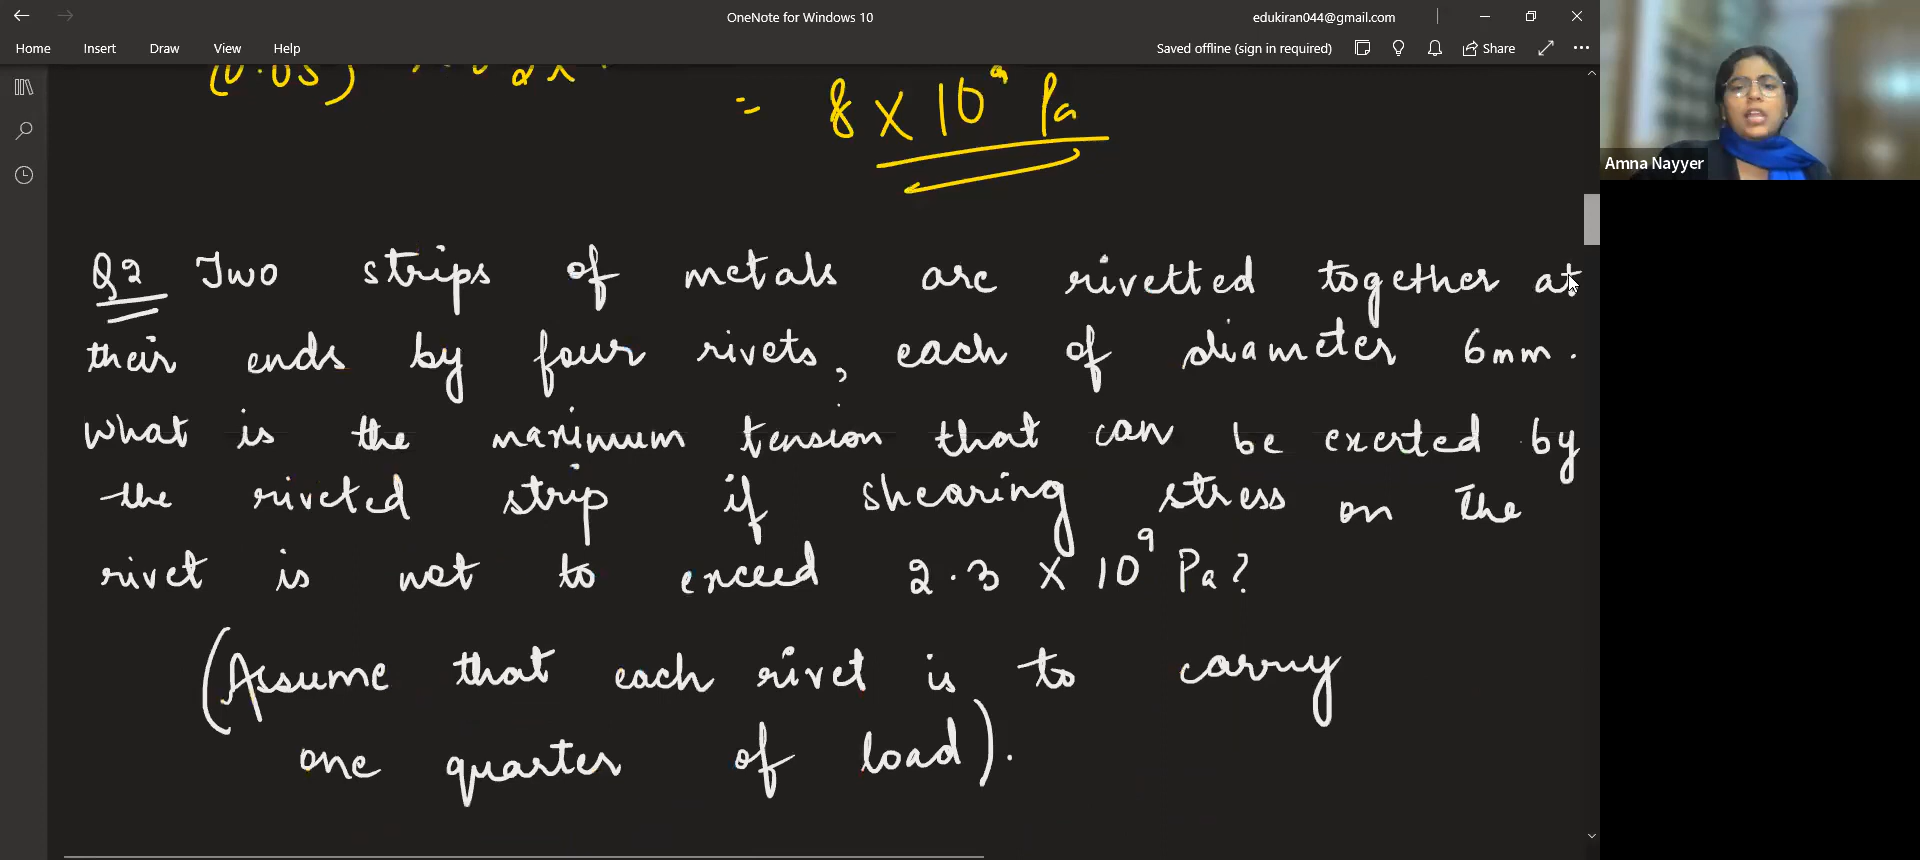 OneNote for Windows 10
edukiran044@gmail.com
Home Insert Draw View Help
Saved offline (sign in required)
Share
= 8 × 10⁹ Pa
Amna Nayyer
Q2 Two strips of metals are rivetted together at
their ends by four rivets, each of diameter 6mm.
What is the maximum tension that can be exerted by
the riveted strip if shearing stress on the
rivet is not to exceed 2.3 × 10⁹ Pa?
(Assume that each rivet is to carry
one quarter of load).